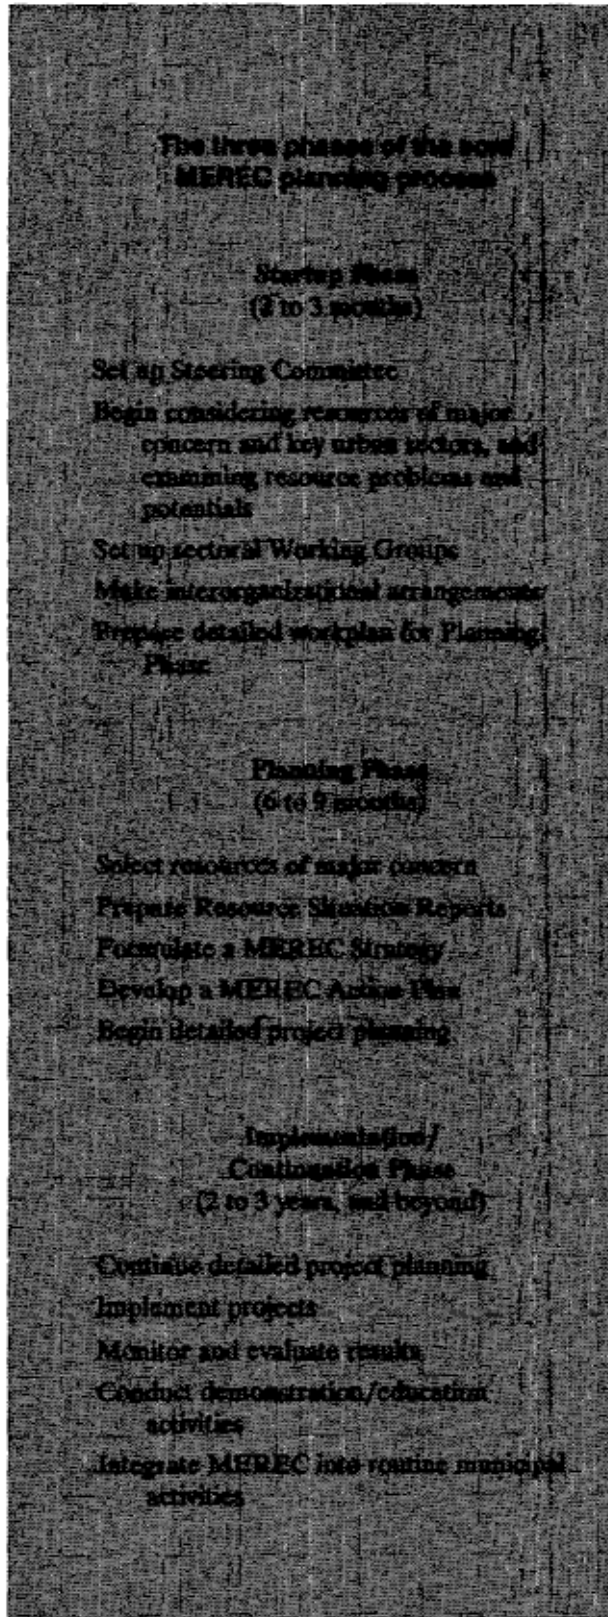 The three phases of the
MEREC planning process
Startup Phase
(2 to 3 months)
Set up Steering Committee
Begin considering resources of major
concern and key urban sectors, and
examining resource problems and
potentials
Set up sectoral Working Groups
Make interorganizational arrangements
Prepare detailed workplan for Planning
Phase
Planning Phase
(6 to 9 months)
Select resources of major concern
Prepare Resource Situation Reports
Formulate a MEREC Strategy
Develop a MEREC Action Plan
Begin detailed project planning
Implementation/
Continuation Phase
(2 to 3 years, and beyond)
Continue detailed project planning
Implement projects
Monitor and evaluate results
Conduct demonstration/education
activities
Integrate MEREC into routine municipal
activities